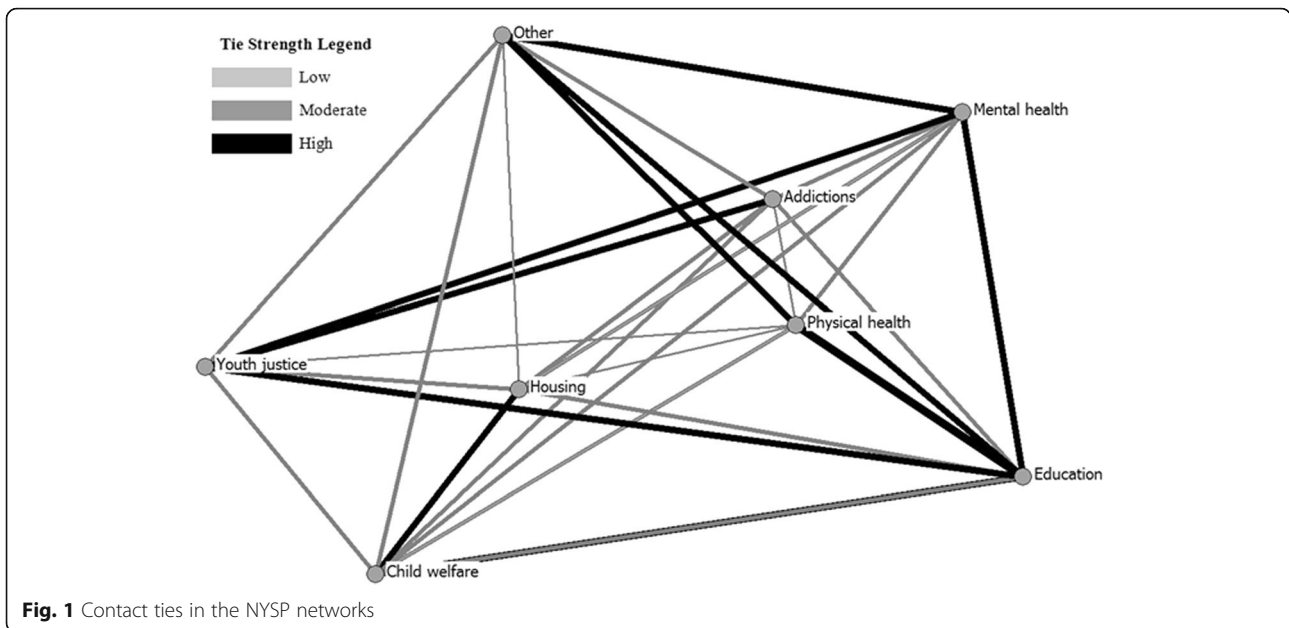 Other
Tie Strength Legend
Low
Moderate
High
Mental health
Addictions
Physical health
Youth justice
Housing
Education
Child welfare
Fig. 1 Contact ties in the NYSP networks